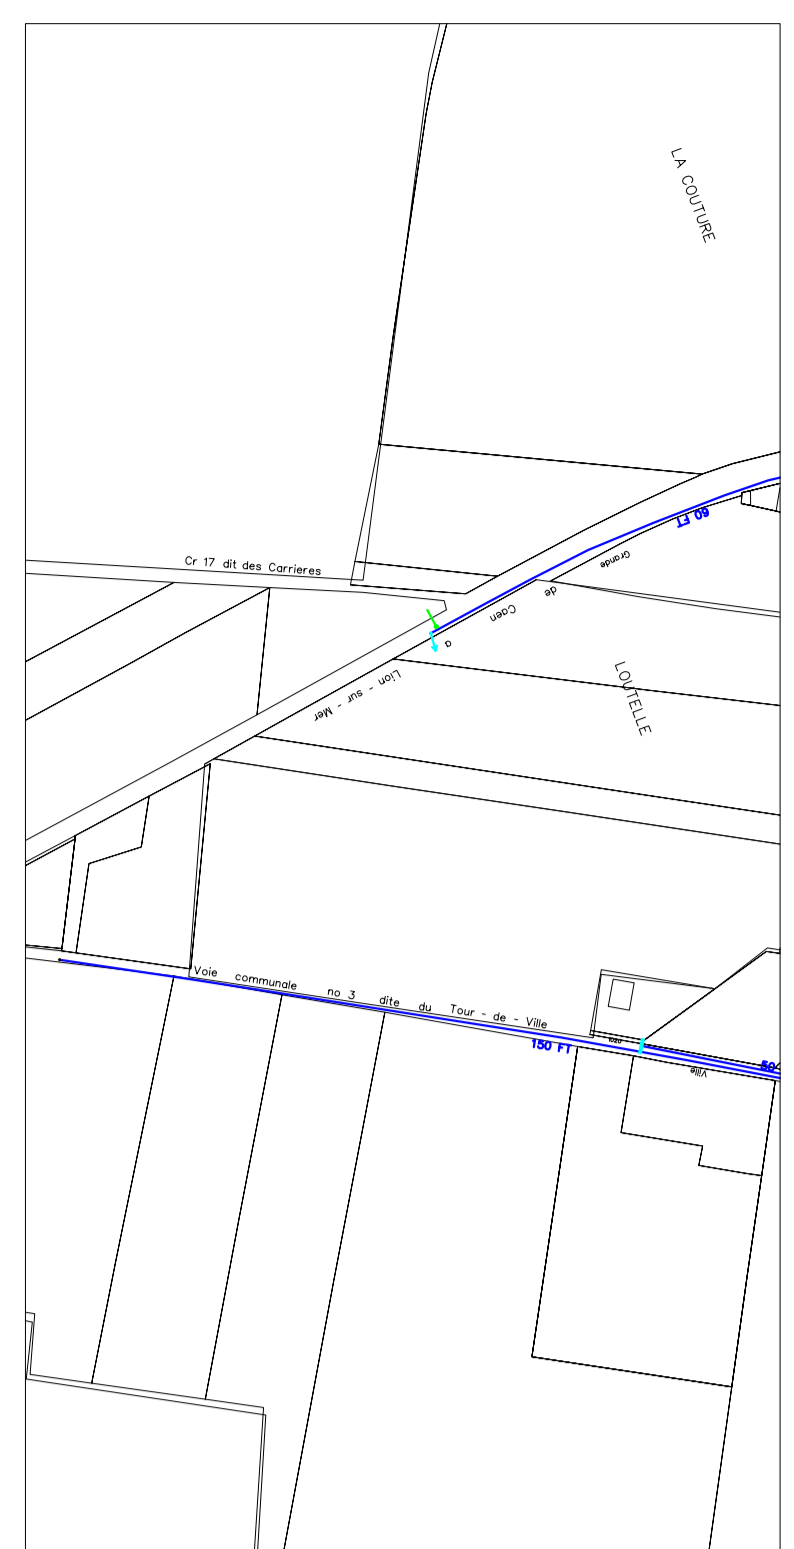 LA COUTURE
60 FT
Grande
de
Caen
a
Lion - sur - Mer
Cr 17 dit des Carrieres
LOUTELLE
Voie communale no 3 dite du Tour - de - Ville
150 FT
Ville